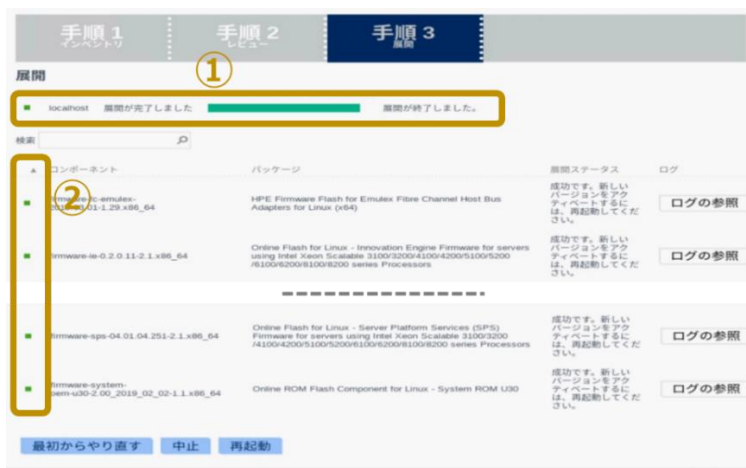 手順 1
インベントリ
手順 2
レビュー
手順 3
展開
①
展開
localhost 展開が完了しました 展開が終了しました。
検索
② コンポーネント パッケージ 展開ステータス ログ
HPE Firmware Flash for Emulex Fibre Channel Host Bus
Adapters for Linux (x64)
成功です。新しい
バージョンをアク
ティベートするに
は、再起動してくだ
さい。
ログの参照
firmware-ie-0.2.0.11-2.1.x86_64
Online Flash for Linux - Innovation Engine Firmware for servers
using Intel Xeon Scalable 3100/3200/4100/4200/5100/5200
/6100/6200/8100/8200 series Processors
成功です。新しい
バージョンをアク
ティベートするに
は、再起動してくだ
さい。
ログの参照
firmware-sps-04.01.04.251-2.1.x86_64
Online Flash for Linux - Server Platform Services (SPS)
Firmware for servers using Intel Xeon Scalable 3100/3200
/4100/4200/5100/5200/6100/6200/8100/8200 series Processors
成功です。新しい
バージョンをアク
ティベートするに
は、再起動してくだ
さい。
ログの参照
firmware-system-
Online ROM Flash Component for Linux - System ROM U30
成功です。新しい
バージョンをアク
ティベートするに
は、再起動してくだ
さい。
ログの参照
最初からやり直す 中止 再起動